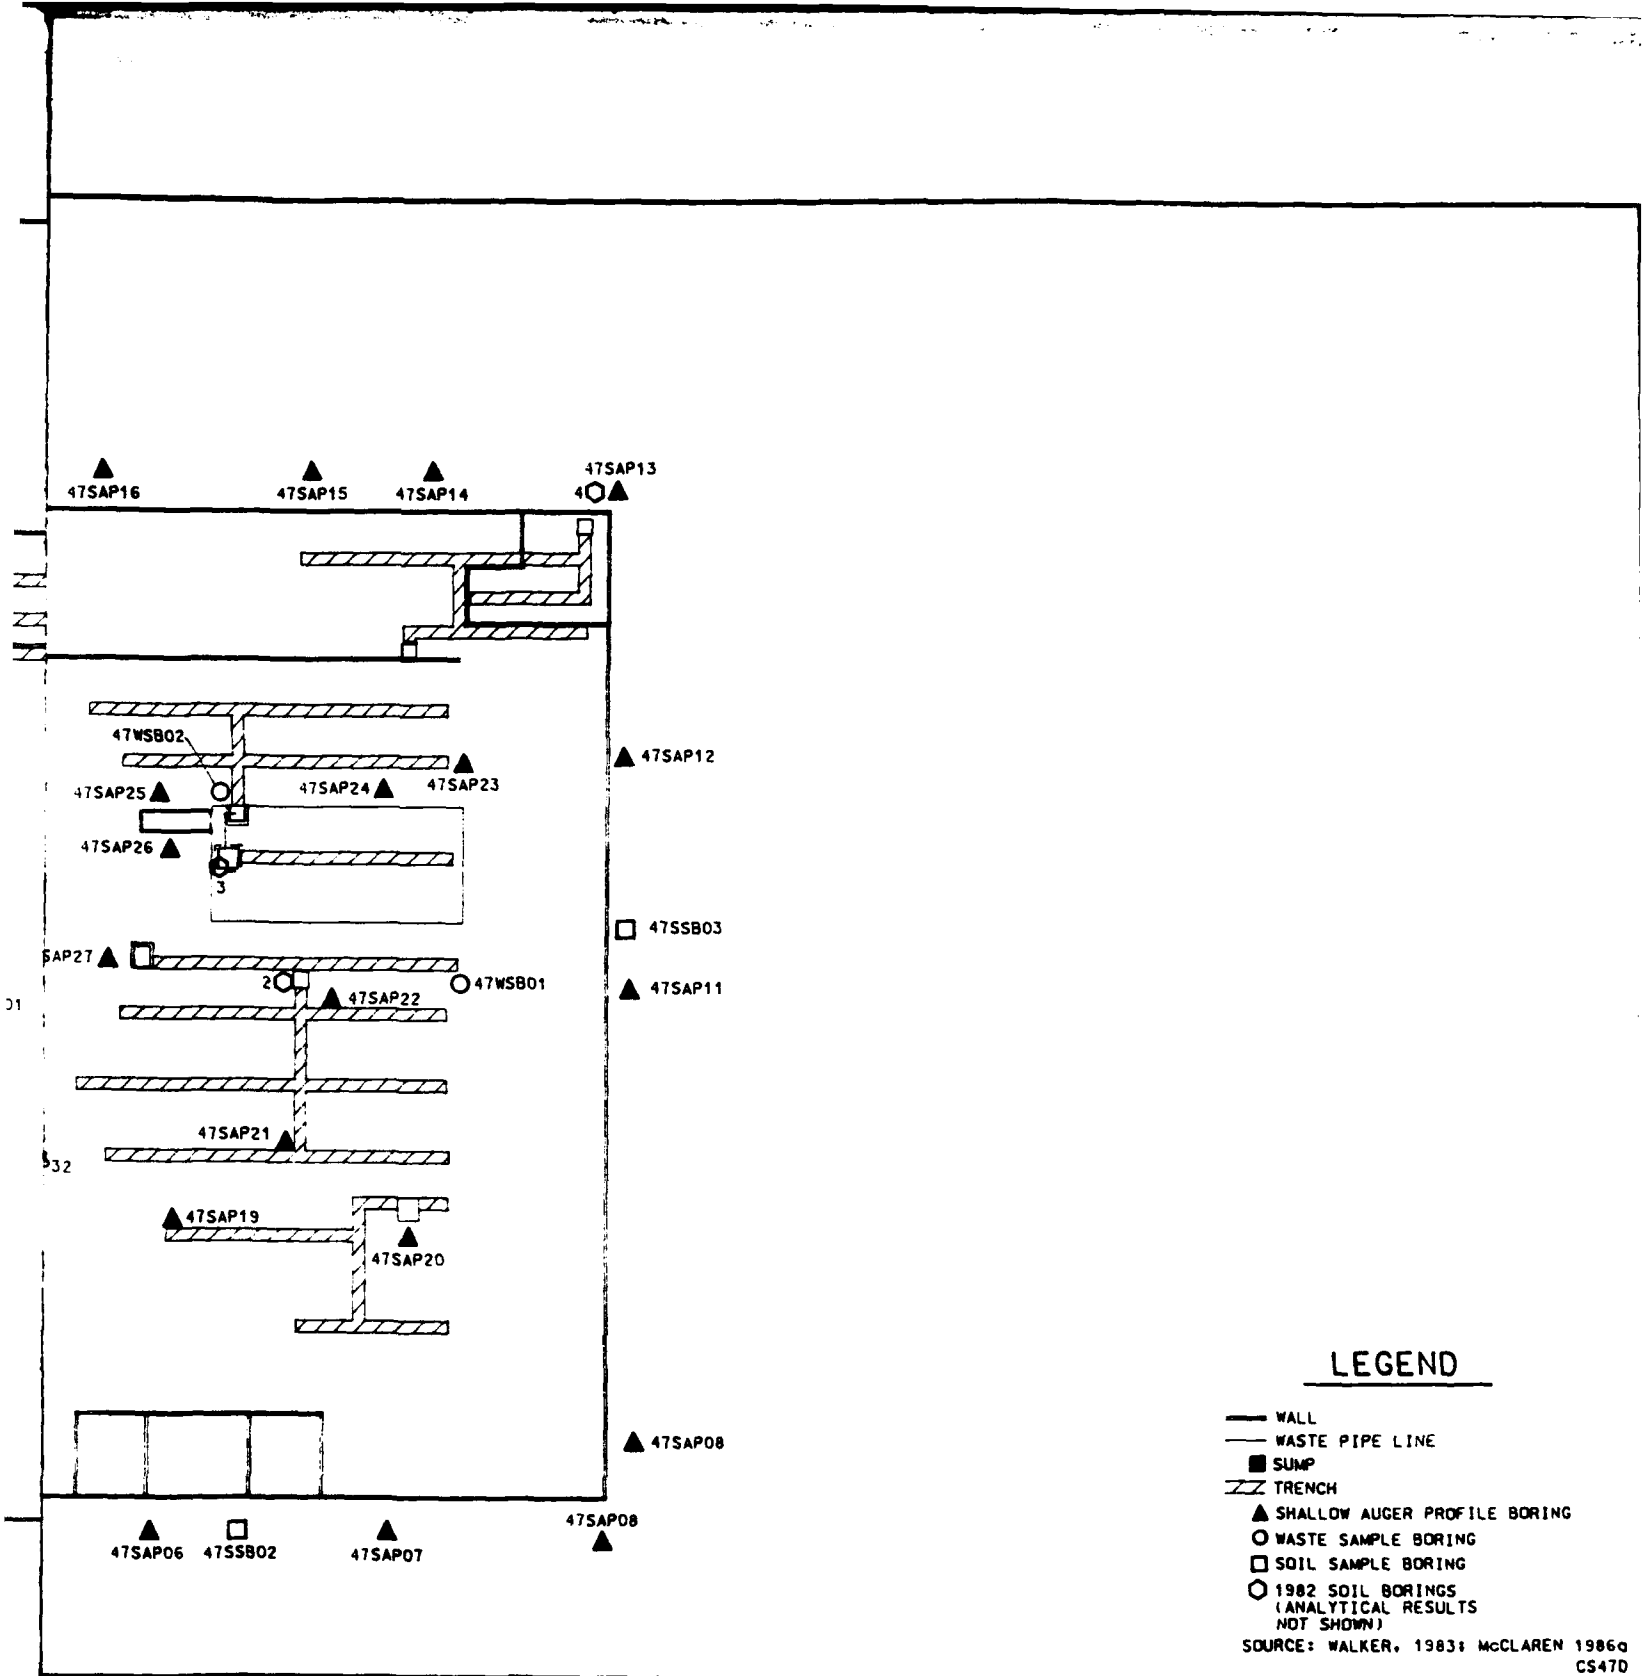 47SAP13
47SAP16
47SAP15
47SAP14
4
47WSB02
47SAP12
47SAP25
47SAP24
47SAP23
47SAP26
3
47SSB03
SAP27
2
47WSB01
47SAP22
47SAP11
01
47SAP21
32
47SAP19
47SAP20
LEGEND
WALL
47SAP08
WASTE PIPE LINE
SUMP
TRENCH
SHALLOW AUGER PROFILE BORING
47SAP08
WASTE SAMPLE BORING
47SAP06
47SSB02
47SAP07
SOIL SAMPLE BORING
1982 SOIL BORINGS
(ANALYTICAL RESULTS
NOT SHOWN)
SOURCE: WALKER, 1983; McCLAREN 1986a
CS47D